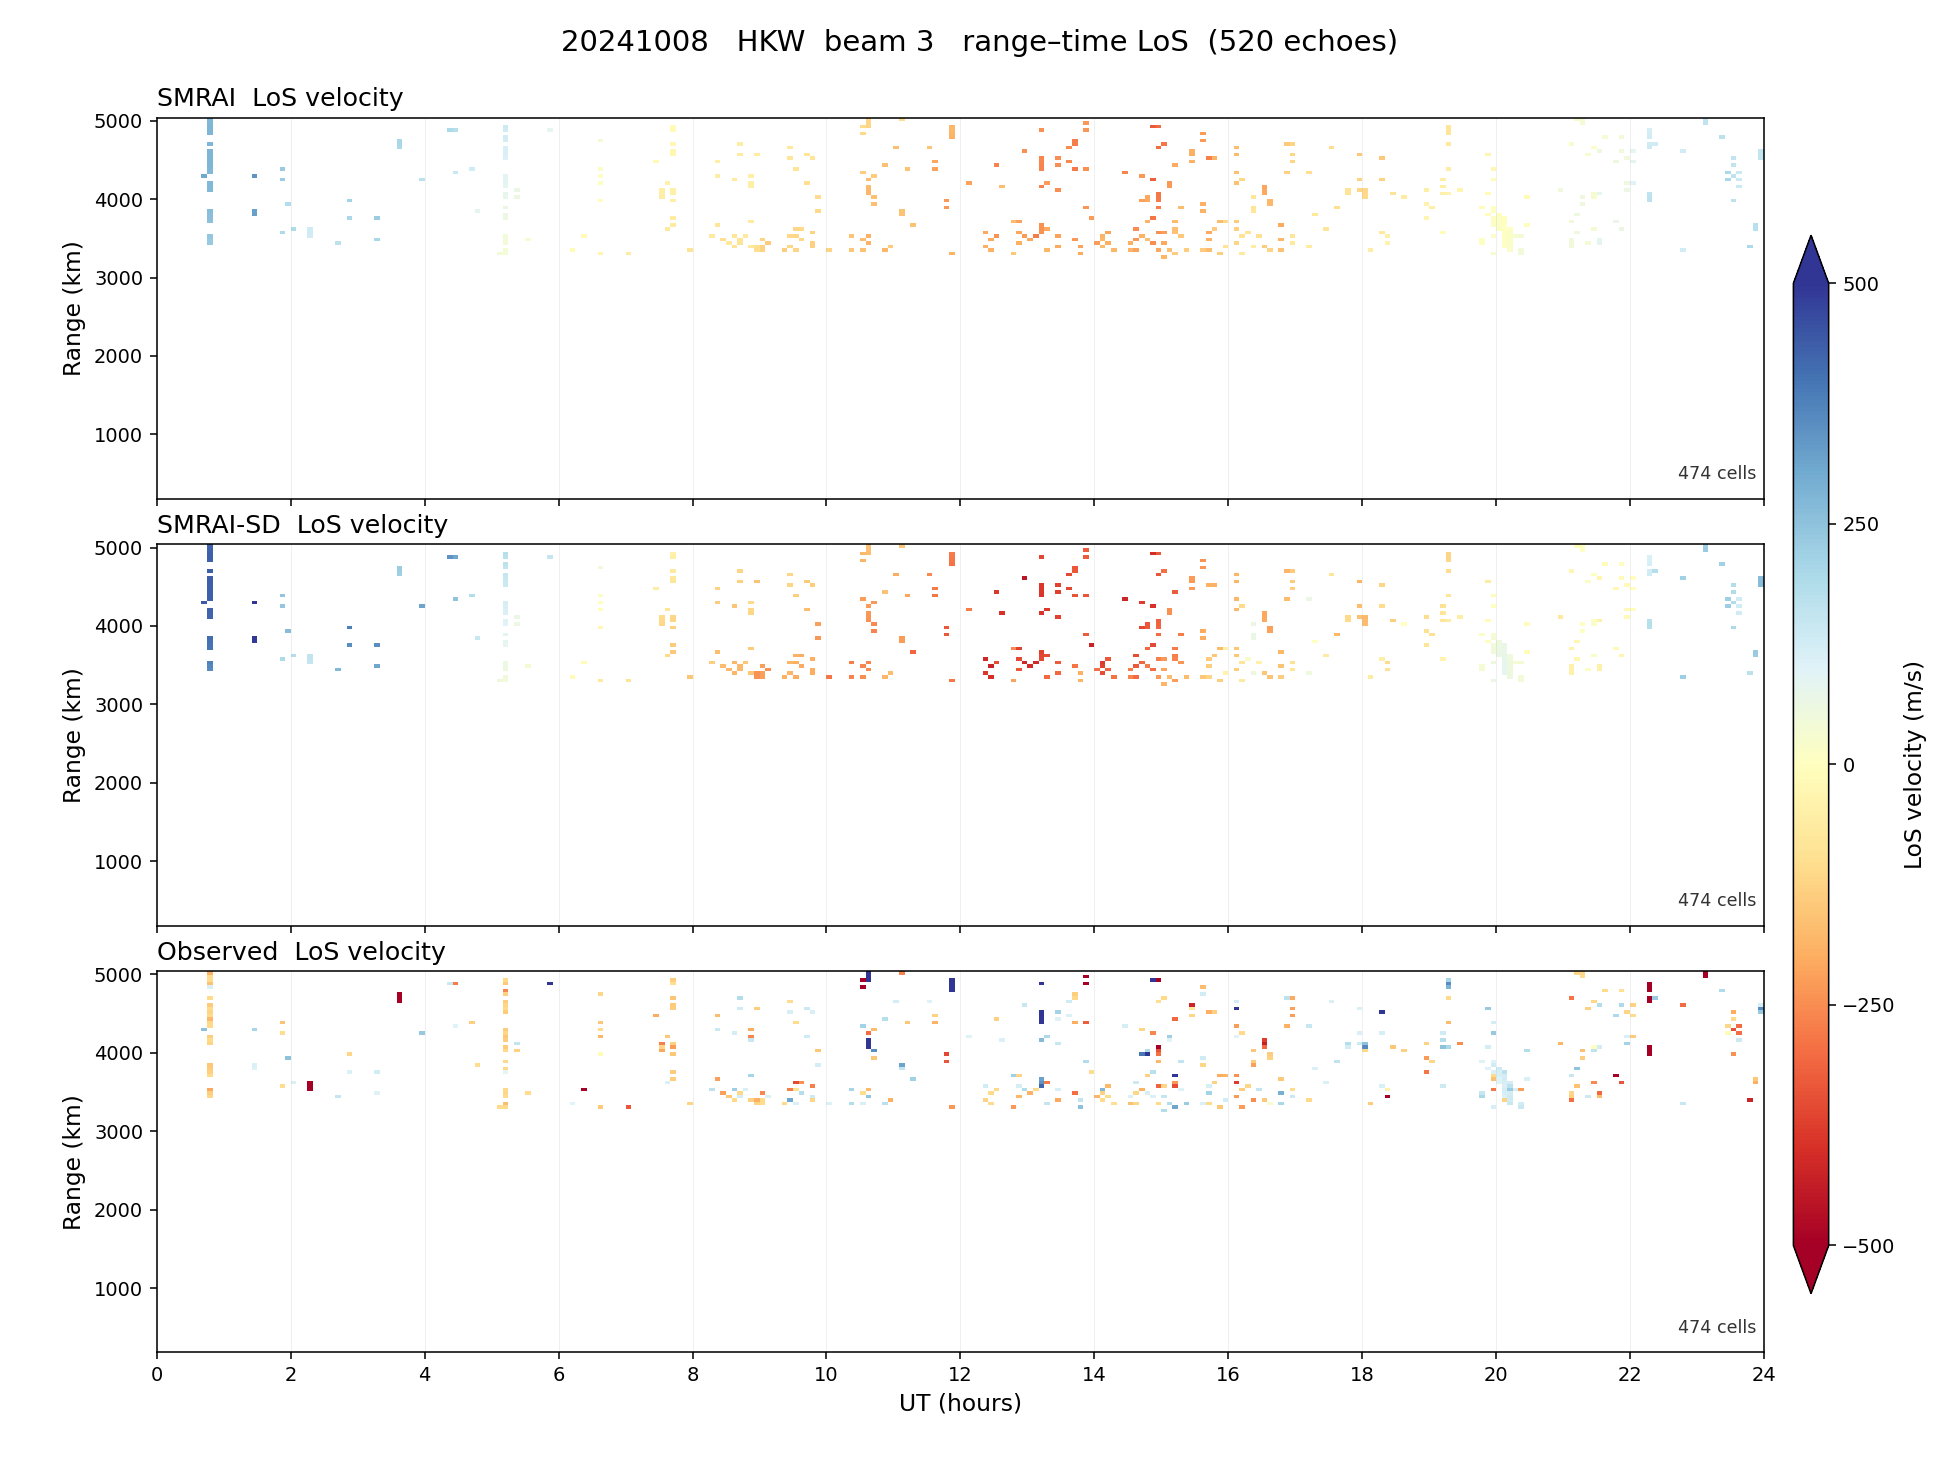 20241008   HKW  beam 3   range–time LoS  (520 echoes)
SMRAI  LoS velocity
5000
4000
3000
2000
1000
Range (km)
474 cells
SMRAI-SD  LoS velocity
5000
4000
3000
2000
1000
Range (km)
474 cells
Observed  LoS velocity
5000
4000
3000
2000
1000
Range (km)
474 cells
0 2 4 6 8 10 12 14 16 18 20 22 24
UT (hours)
500
250
0
−250
−500
LoS velocity (m/s)